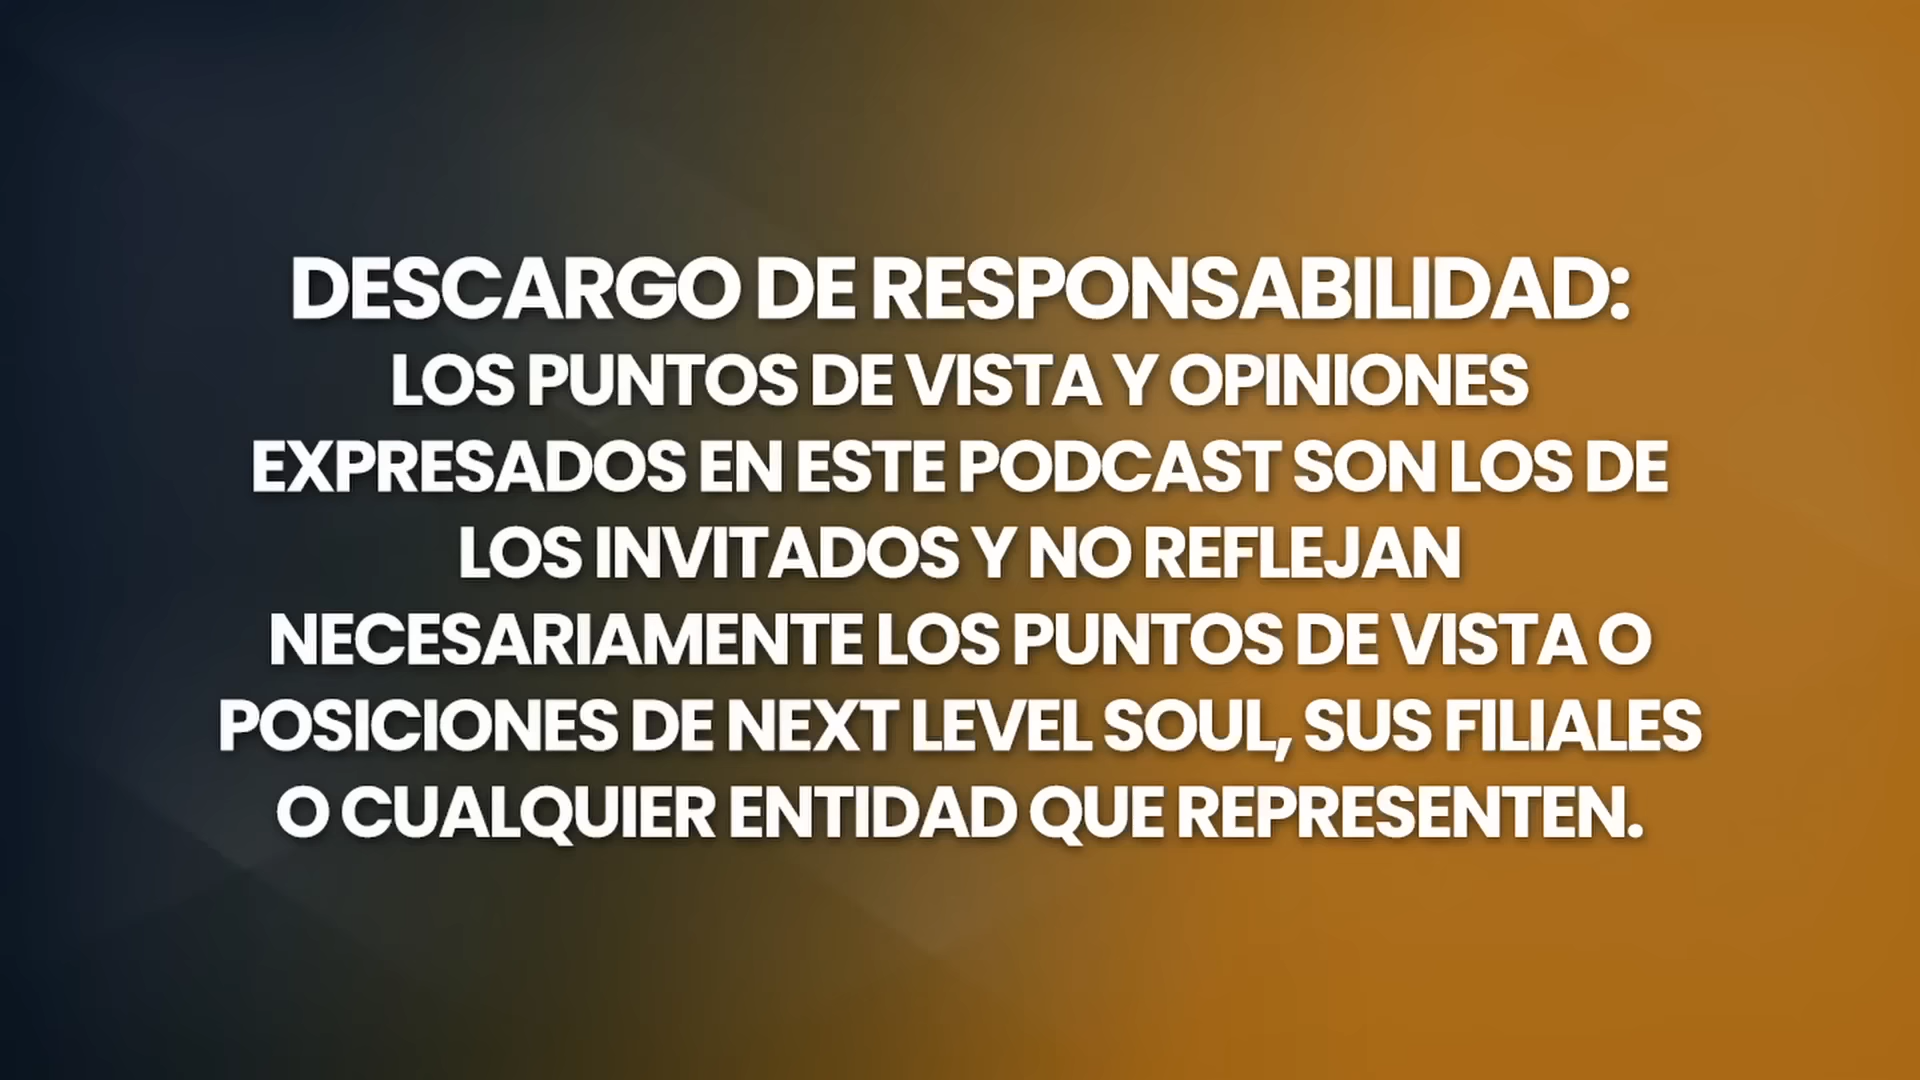 DESCARGO DE RESPONSABILIDAD:
LOS PUNTOS DE VISTA Y OPINIONES
EXPRESADOS EN ESTE PODCAST SON LOS DE
LOS INVITADOS Y NO REFLEJAN
NECESARIAMENTE LOS PUNTOS DE VISTA O
POSICIONES DE NEXT LEVEL SOUL, SUS FILIALES
O CUALQUIER ENTIDAD QUE REPRESENTEN.